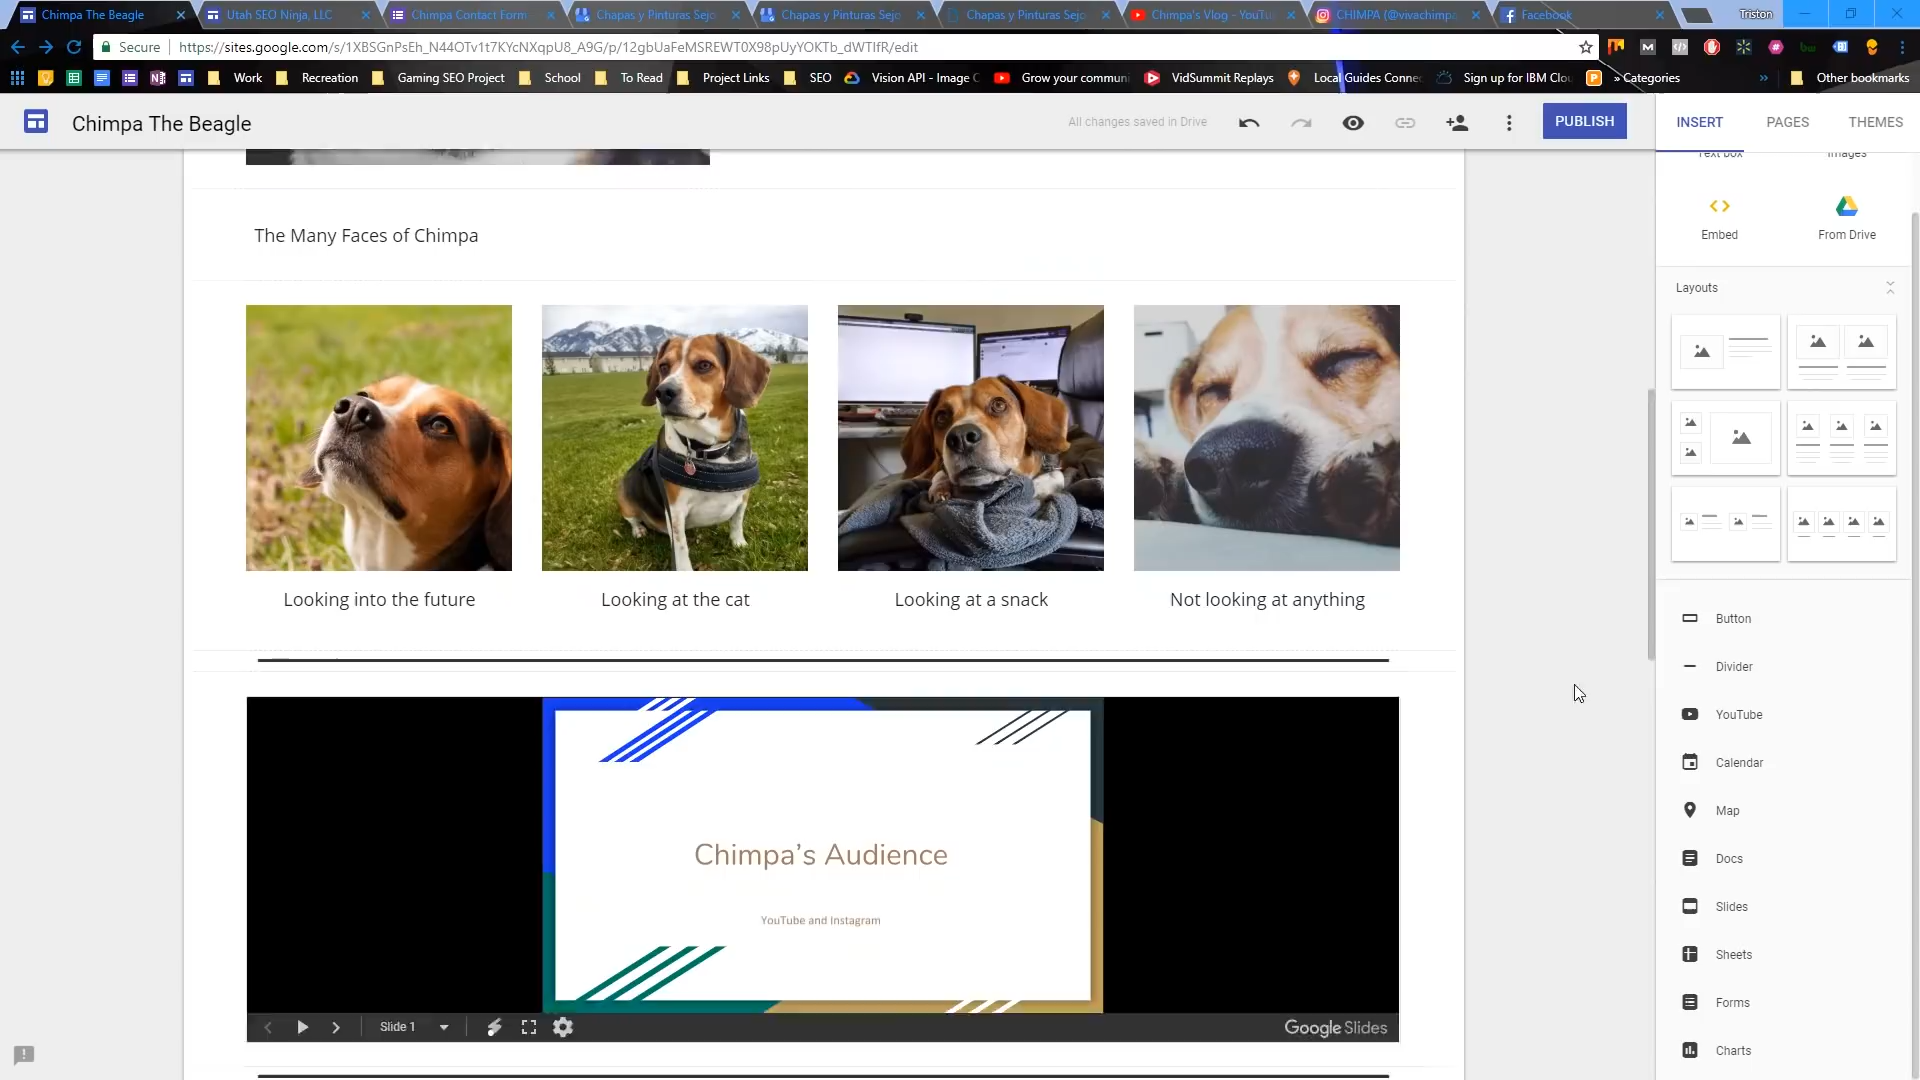 Chimpa The Beagle
Utah SEO Ninja, LLC
Chimpa Contact Form
Chapas y Pinturas Sejo
Chapas y Pinturas Sejo
Chapas y Pinturas Sejo
Chimpa's Vlog - YouTu
CHIMPA (@vivachimpa
Facebook
Triston
Secure
https://sites.google.com/s/1XBSGnPsEh_N44OTv1t7KYcNXqpU8_A9G/p/12gbUaFeMSREWT0X98pUyYOKTb_dWTIfR/edit
Work
Recreation
Gaming SEO Project
School
To Read
Project Links
SEO
Vision API - Image C
Grow your communi
VidSummit Replays
Local Guides Connec
Sign up for IBM Clou
» Categories
»
Other bookmarks
Chimpa The Beagle
All changes saved in Drive
PUBLISH
INSERT
PAGES
THEMES
Text box
Images
Embed
From Drive
The Many Faces of Chimpa
Layouts
Looking into the future
Looking at the cat
Looking at a snack
Not looking at anything
Button
Divider
YouTube
Calendar
Map
Docs
Slides
Sheets
Forms
Charts
Chimpa's Audience
YouTube and Instagram
Slide 1
Google Slides